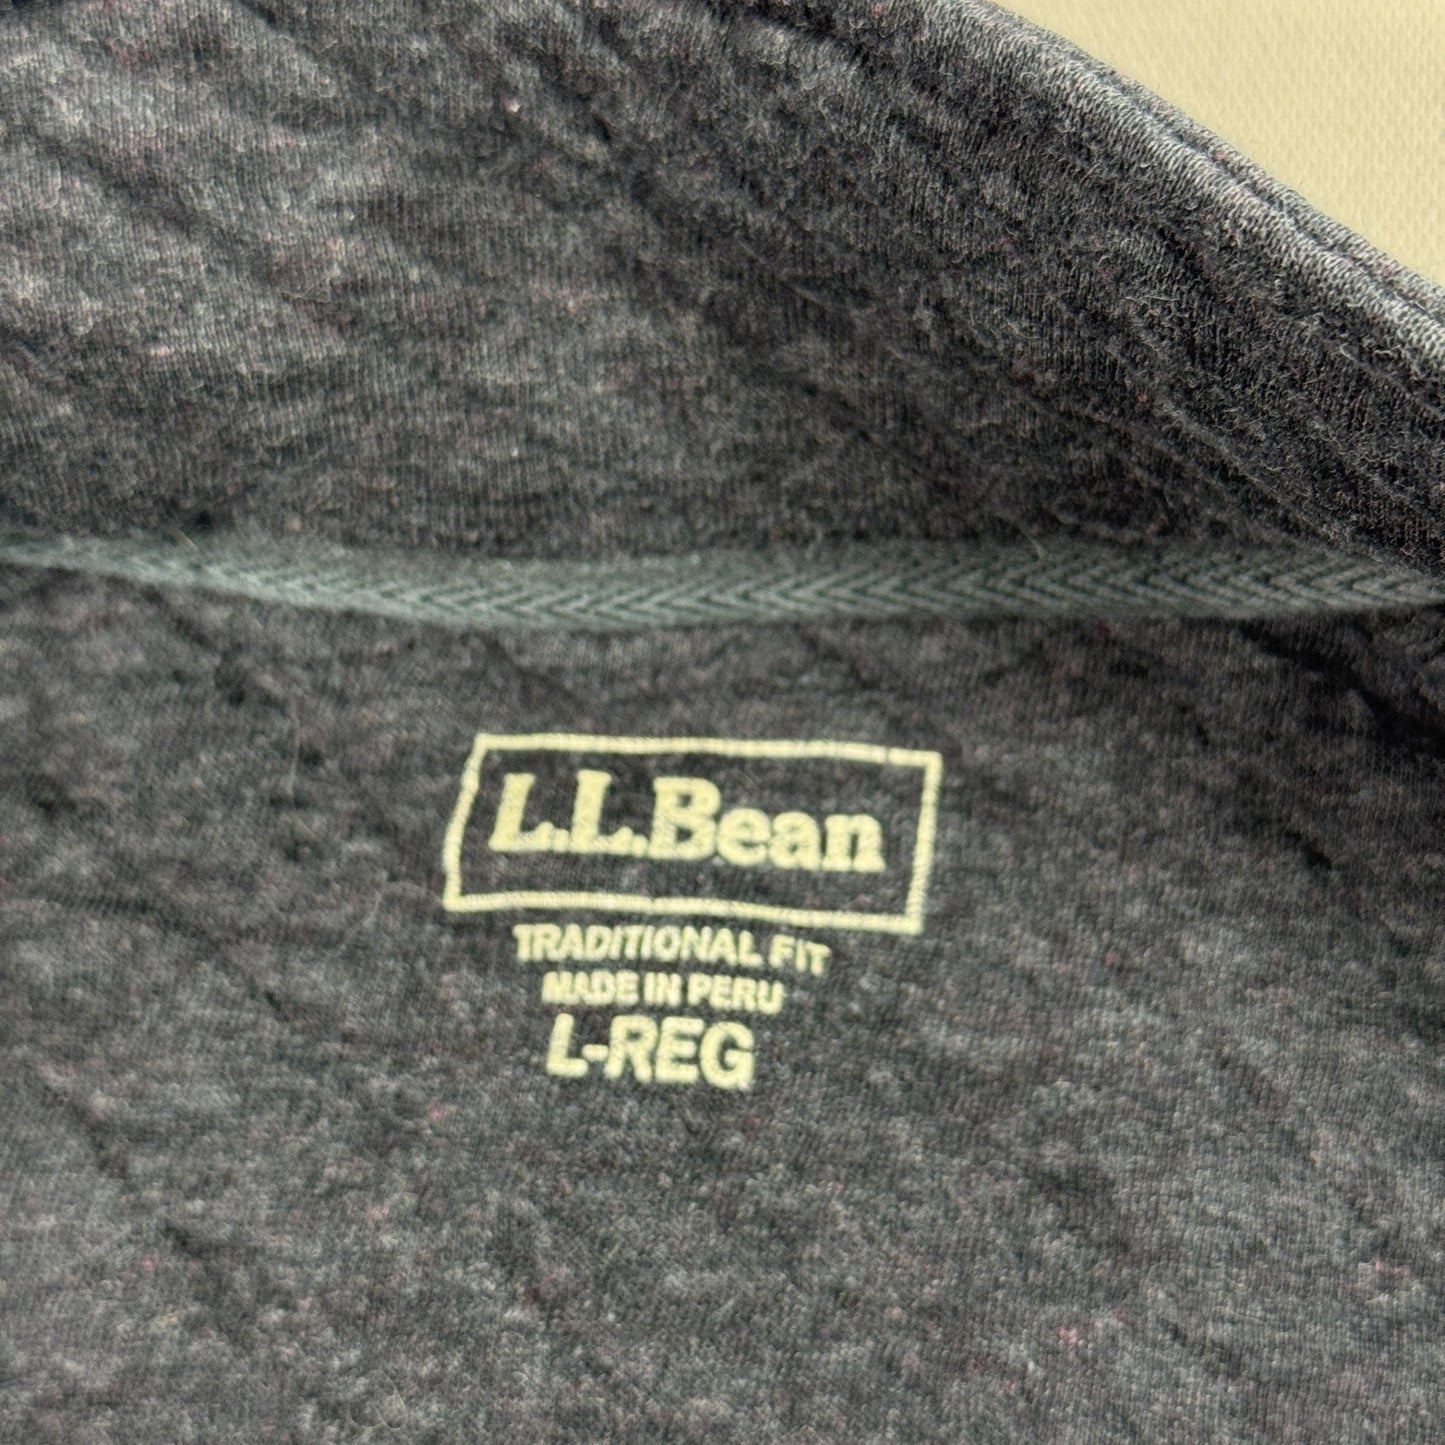 L.L.Bean
TRADITIONAL FIT
MADE IN PERU
L-REG